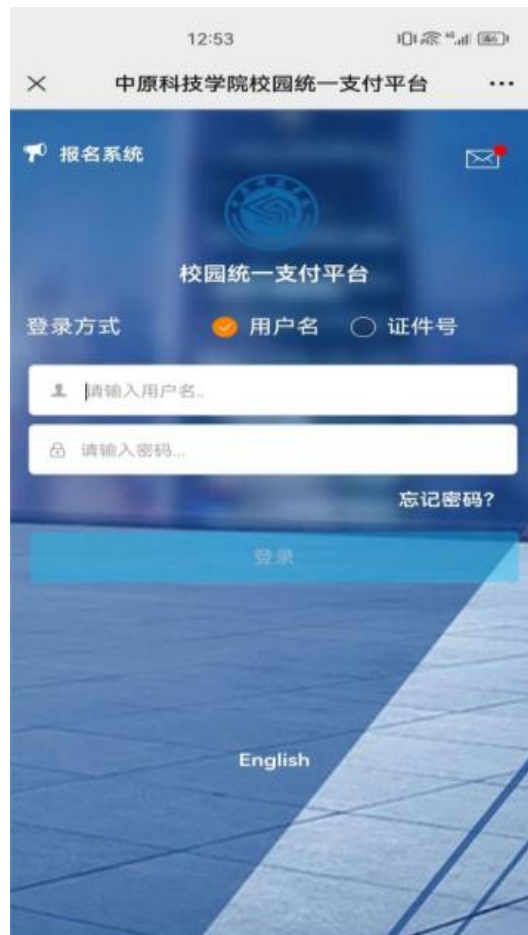 12:53
中原科技学院校园统一支付平台
报名系统
校园统一支付平台
登录方式 用户名 证件号
请输入用户名..
请输入密码...
忘记密码?
登录
English